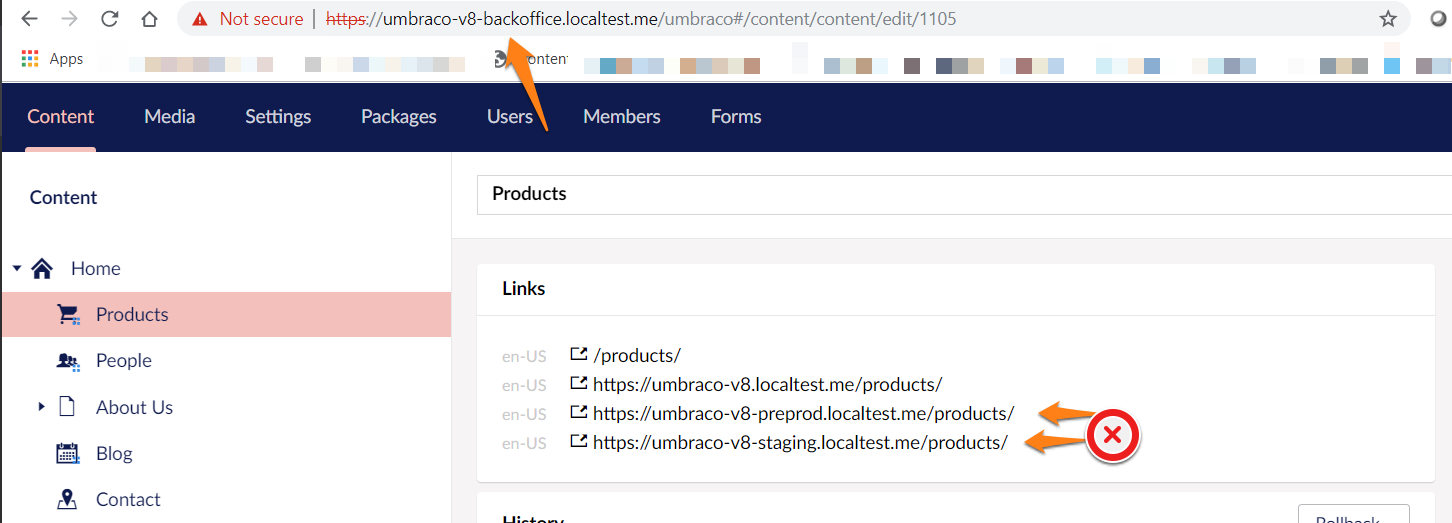 Not secure | https://umbraco-v8-backoffice.localtest.me/umbraco#/content/content/edit/1105
Apps
Content Media Settings Packages Users Members Forms
Content
Products
Home
Links
Products
en-US /products/
People
en-US https://umbraco-v8.localtest.me/products/
About Us
en-US https://umbraco-v8-preprod.localtest.me/products/
en-US https://umbraco-v8-staging.localtest.me/products/
Blog
Contact
History
Rollback